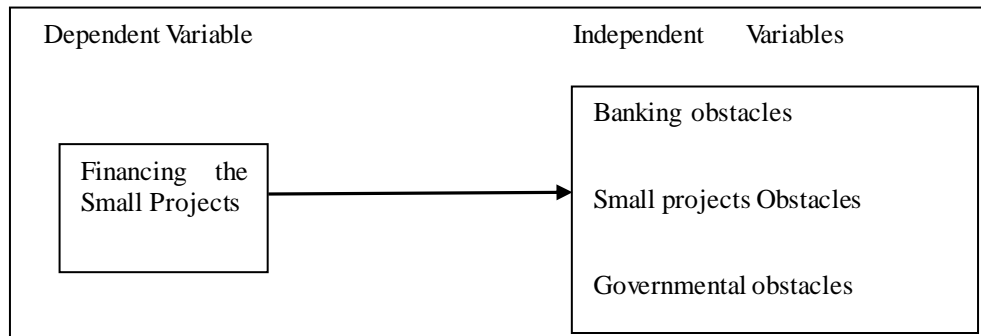 Dependent Variable
Independent Variables
Financing the
Small Projects
Banking obstacles
Small projects Obstacles
Governmental obstacles